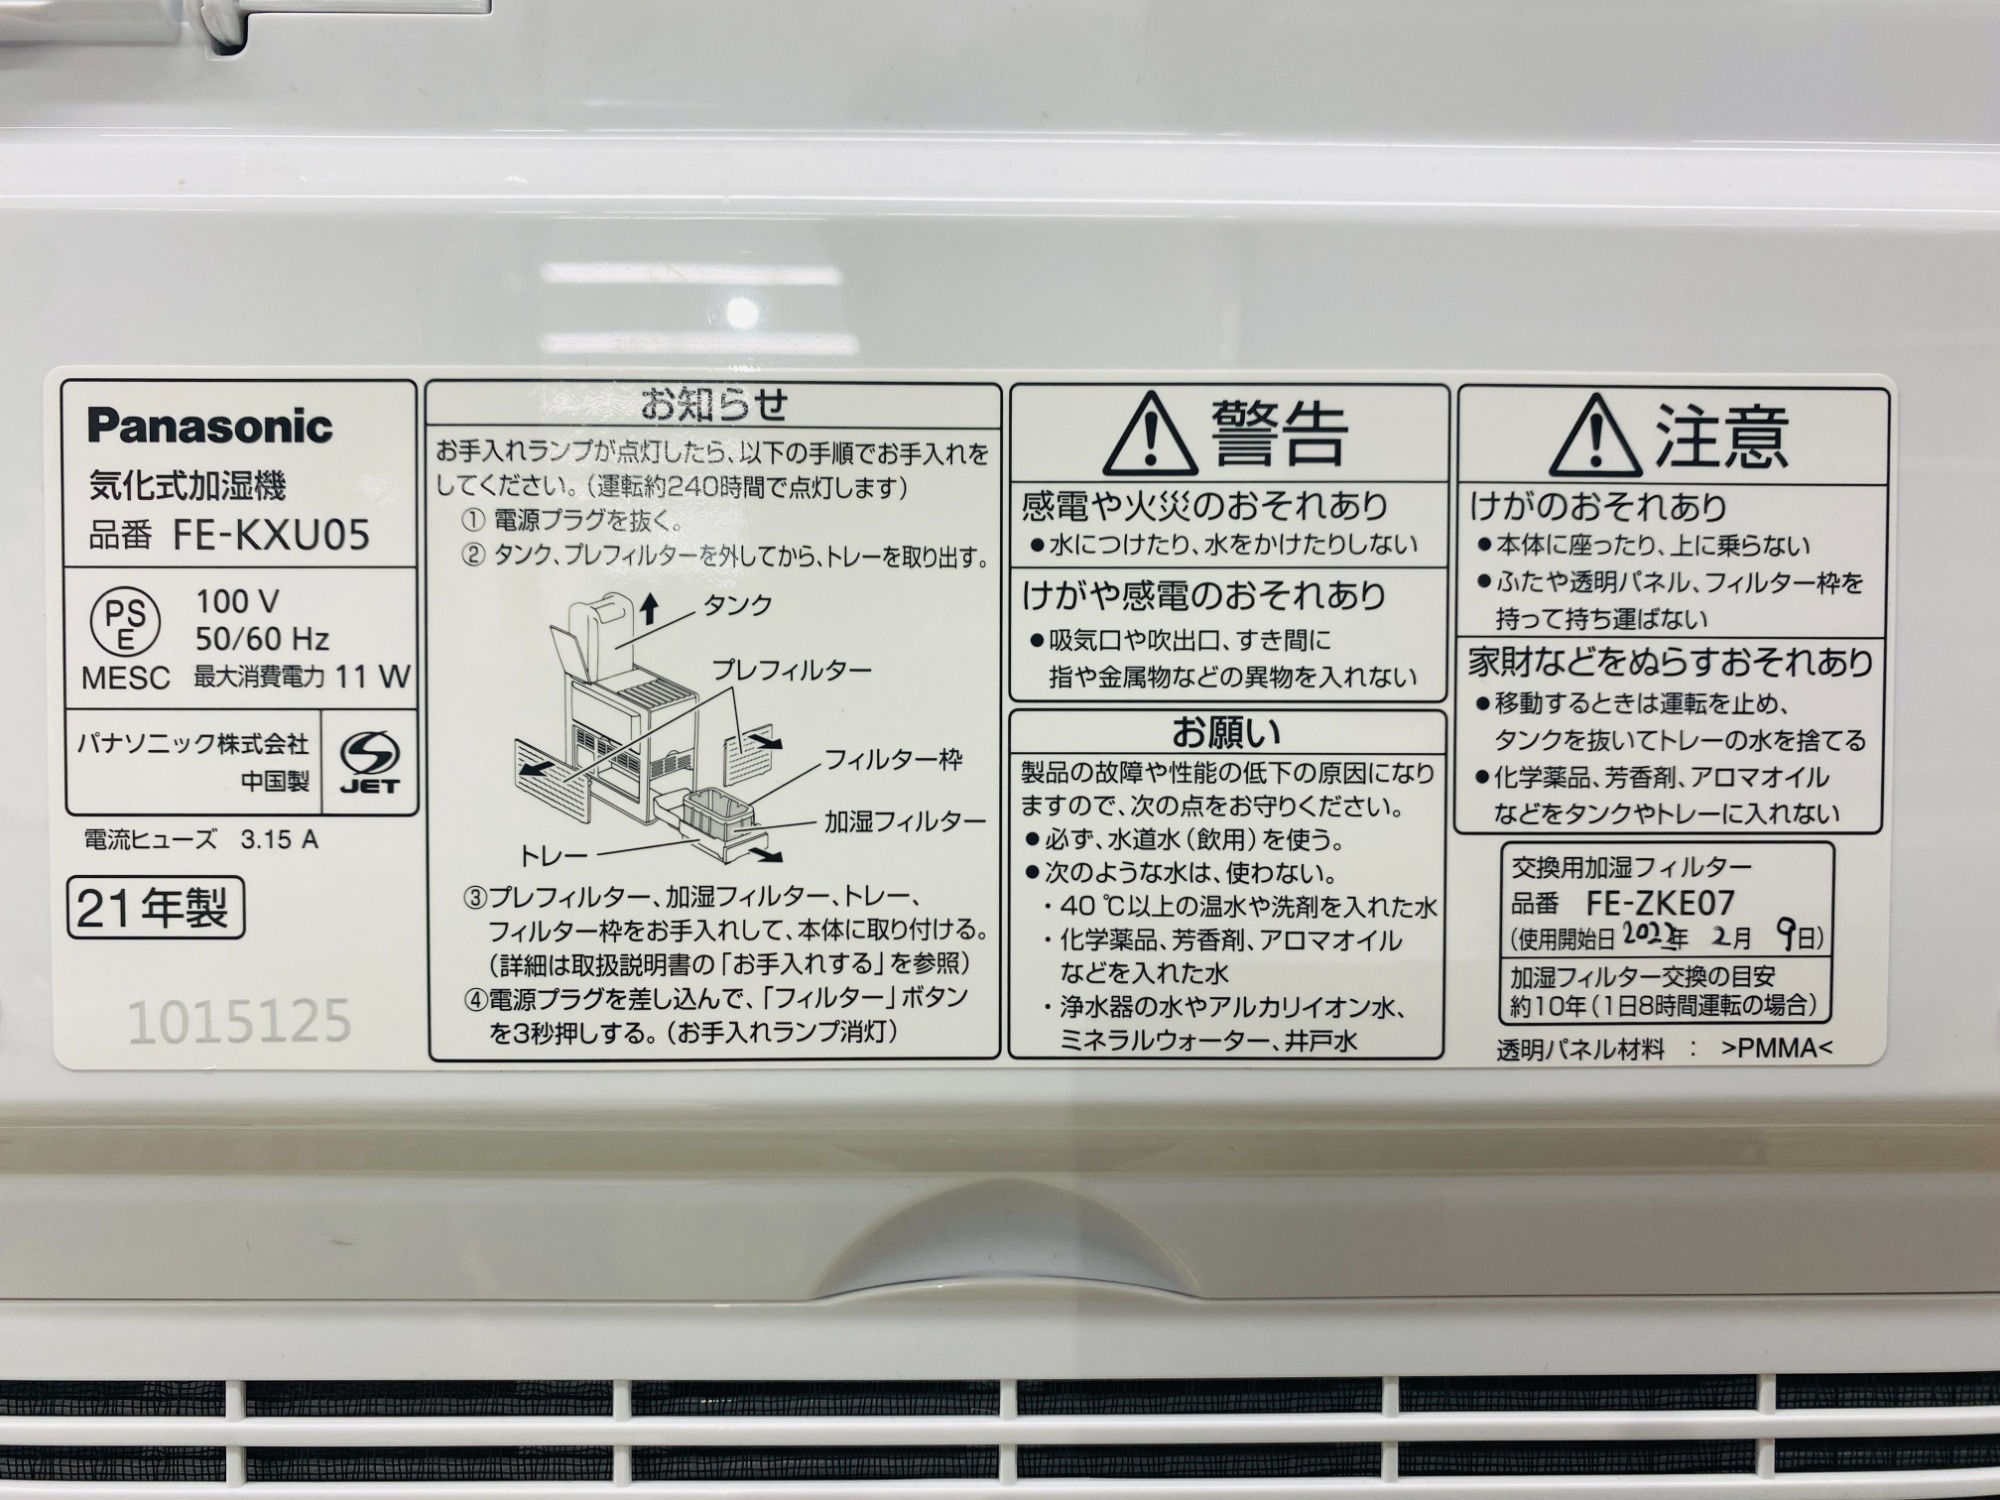 Panasonic
気化式加湿機
品番 FE-KXU05
PS
E
MESC
100 V
50/60 Hz
最大消費電力 11 W
パナソニック株式会社
中国製
JET
電流ヒューズ 3.15 A
21年製
1015125
お知らせ
お手入れランプが点灯したら、以下の手順でお手入れを
してください。(運転約240時間で点灯します)
① 電源プラグを抜く。
② タンク、プレフィルターを外してから、トレーを取り出す。
タンク
プレフィルター
フィルター枠
加湿フィルター
トレー
③プレフィルター、加湿フィルター、トレー、
フィルター枠をお手入れして、本体に取り付ける。
(詳細は取扱説明書の「お手入れする」を参照)
④電源プラグを差し込んで、「フィルター」ボタン
を3秒押しする。(お手入れランプ消灯)
警告
感電や火災のおそれあり
●水につけたり、水をかけたりしない
けがや感電のおそれあり
●吸気口や吹出口、すき間に
指や金属物などの異物を入れない
お願い
製品の故障や性能の低下の原因になり
ますので、次の点をお守りください。
●必ず、水道水(飲用)を使う。
●次のような水は、使わない。
・40 ℃以上の温水や洗剤を入れた水
・化学薬品、芳香剤、アロマオイル
などを入れた水
・浄水器の水やアルカリイオン水、
ミネラルウォーター、井戸水
注意
けがのおそれあり
●本体に座ったり、上に乗らない
●ふたや透明パネル、フィルター枠を
持って持ち運ばない
家財などをぬらすおそれあり
●移動するときは運転を止め、
タンクを抜いてトレーの水を捨てる
●化学薬品、芳香剤、アロマオイル
などをタンクやトレーに入れない
交換用加湿フィルター
品番 FE-ZKE07
(使用開始日 2022年 2月 9日)
加湿フィルター交換の目安
約10年(1日8時間運転の場合)
透明パネル材料 : >PMMA<